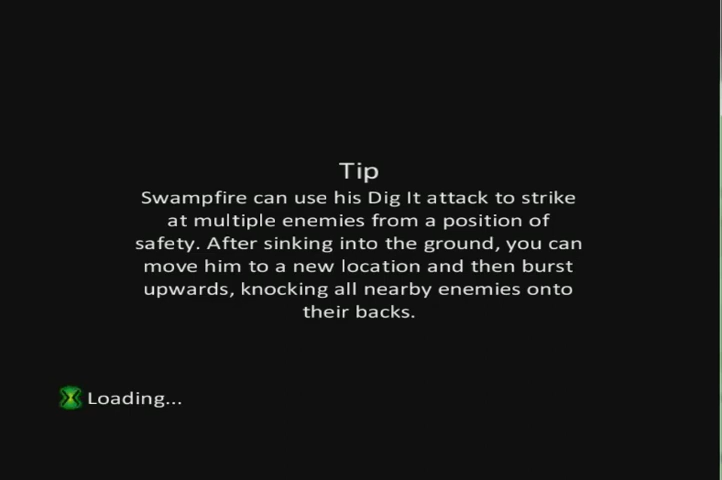 Tip
Swampfire can use his Dig It attack to strike
at multiple enemies from a position of
safety. After sinking into the ground, you can
move him to a new location and then burst
upwards, knocking all nearby enemies onto
their backs.
Loading...